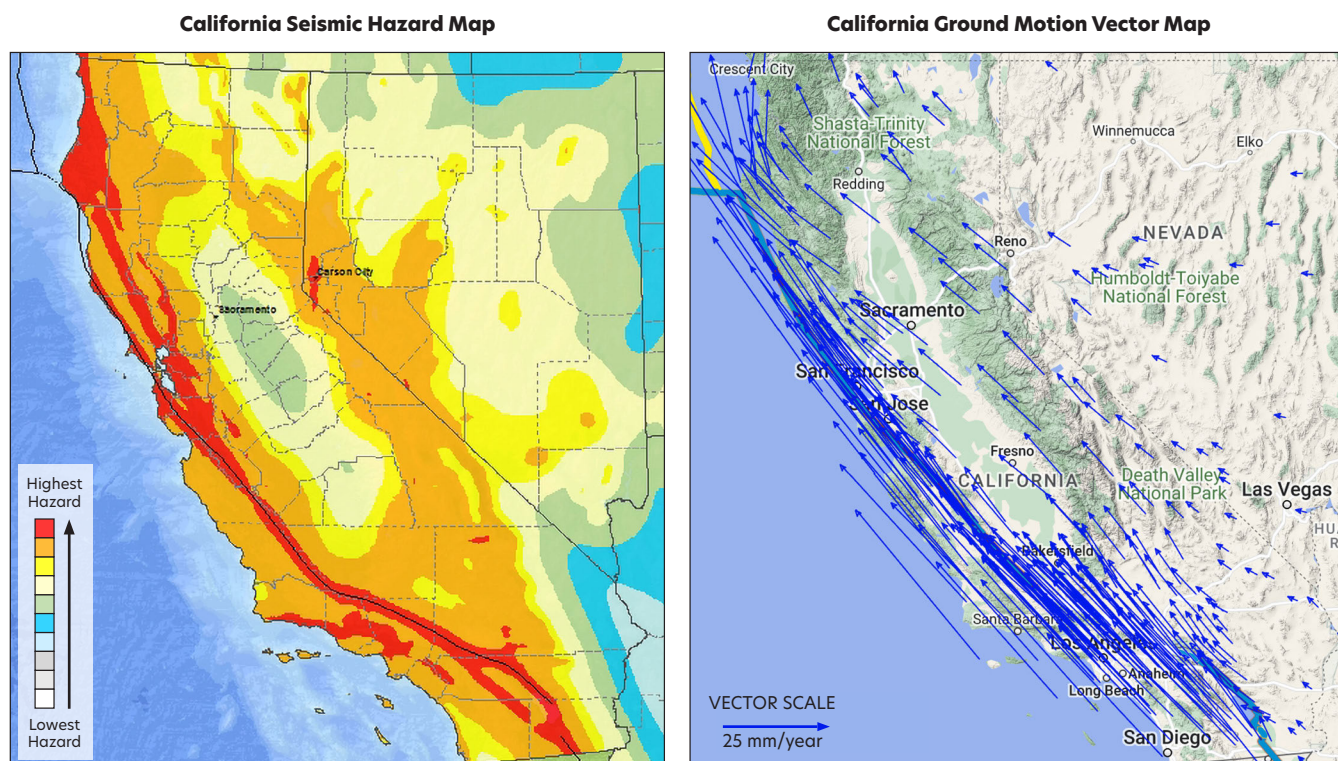 California Seismic Hazard Map
Carson City
Sacramento
Highest
Hazard
Lowest
Hazard
California Ground Motion Vector Map
Crescent City
Shasta-Trinity
National Forest
Winnemucca
Elko
Redding
Reno
NEVADA
Humboldt-Toiyabe
National Forest
Sacramento
San Francisco
San Jose
Fresno
CALIFORNIA
Death Valley
National Park
Las Vegas
HU
R
Bakersfield
Santa Barbar
Los Angeles
Anaheim
Long Beach
San Diego
VECTOR SCALE
25 mm/year